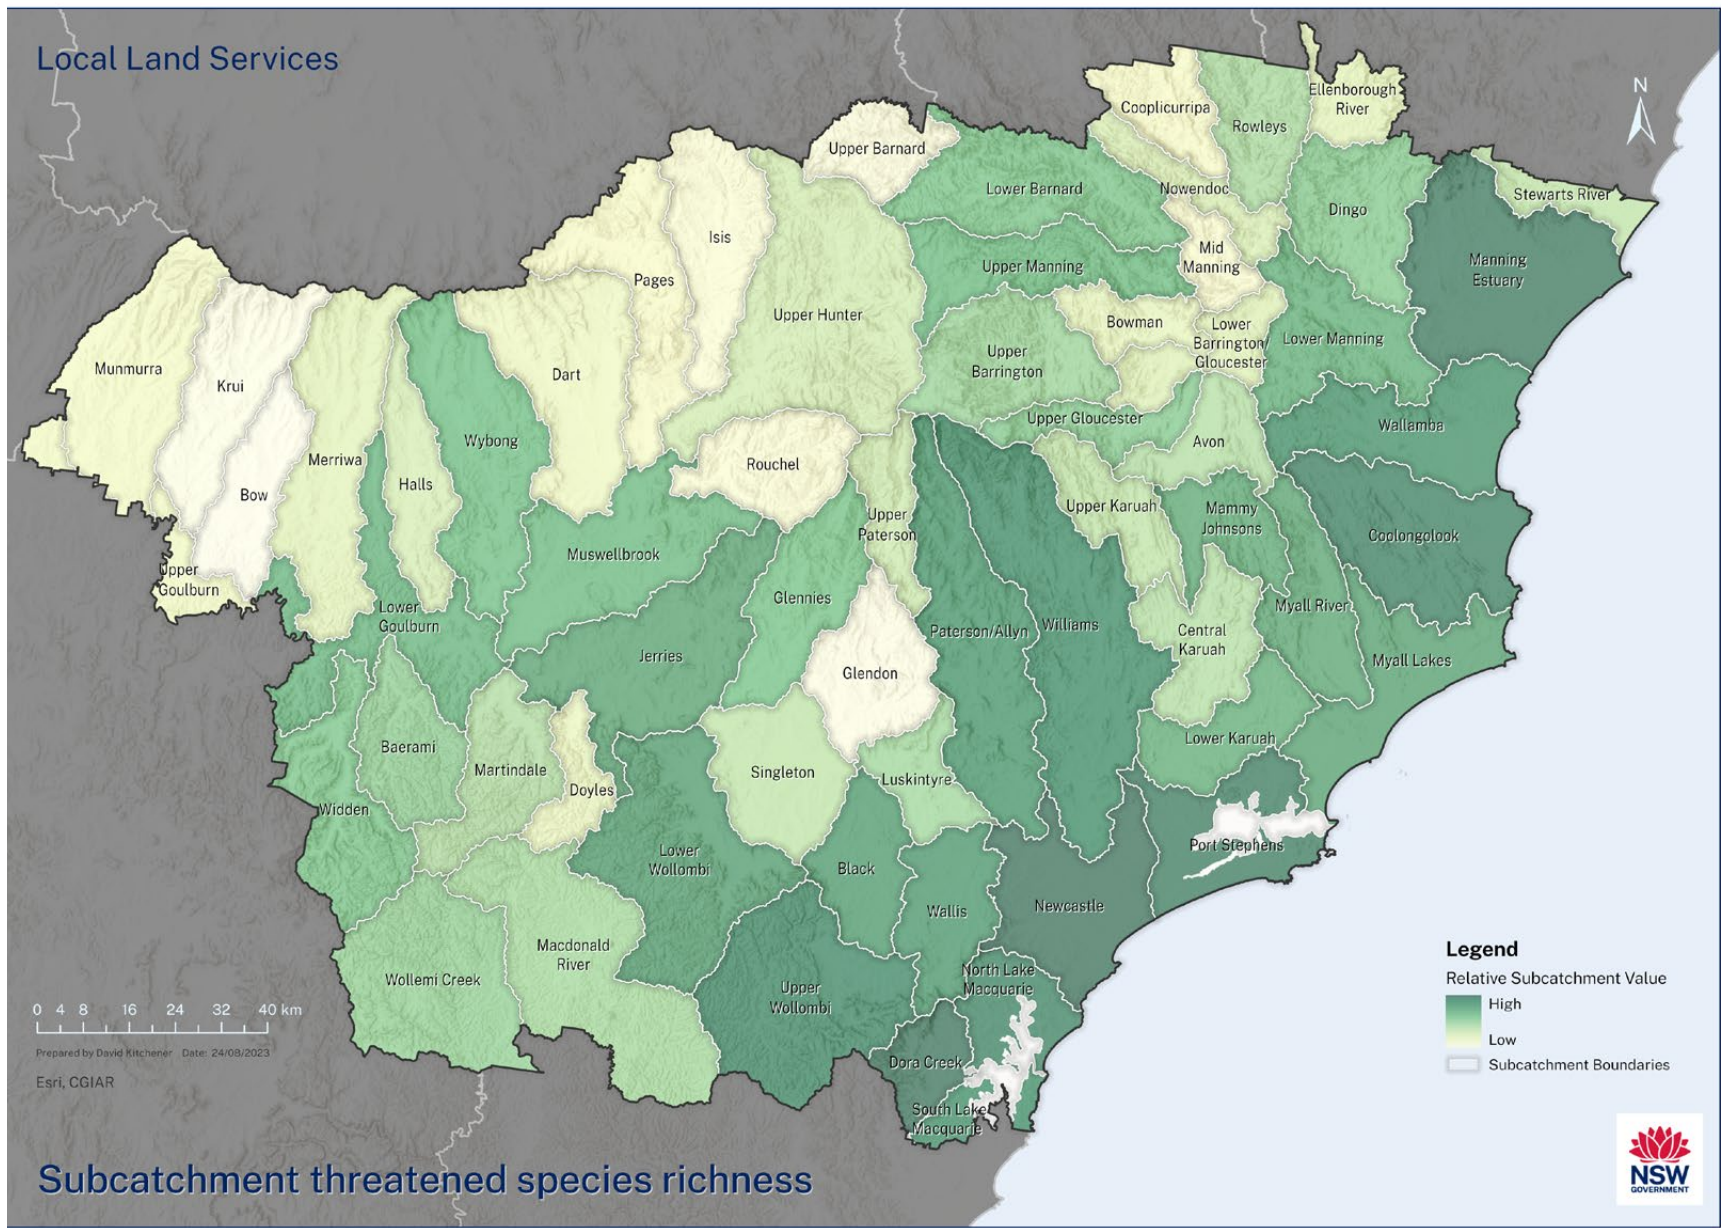 Local Land Services
N
Cooplicurripa
Ellenborough
River
Rowleys
Upper Barnard
Lower Barnard
Nowendoc
Stewarts River
Dingo
Isis
Mid
Manning
Manning
Estuary
Upper Manning
Pages
Upper Hunter
Bowman
Lower
Barrington/
Gloucester
Lower Manning
Upper
Barrington
Munmurra
Krui
Dart
Upper Gloucester
Wallamba
Wybong
Avon
Merriwa
Rouchel
Halls
Bow
Upper Karuah
Mammy
Johnsons
Upper
Paterson
Coolongolook
Muswellbrook
Upper
Goulburn
Glennies
Lower
Goulburn
Myall River
Paterson/Allyn
Williams
Central
Karuah
Jerries
Myall Lakes
Glendon
Baerami
Lower Karuah
Martindale
Singleton
Luskintyre
Doyles
Widden
Port Stephens
Lower
Wollombi
Black
Newcastle
Wallis
Macdonald
River
Wollemi Creek
North Lake
Macquarie
Upper
Wollombi
Dora Creek
South Lake
Macquarie
Legend
Relative Subcatchment Value
High
Low
Subcatchment Boundaries
0 4 8 16 24 32 40 km
Prepared by David Kitchener Date: 24/08/2023
Esri, CGIAR
Subcatchment threatened species richness
NSW
GOVERNMENT